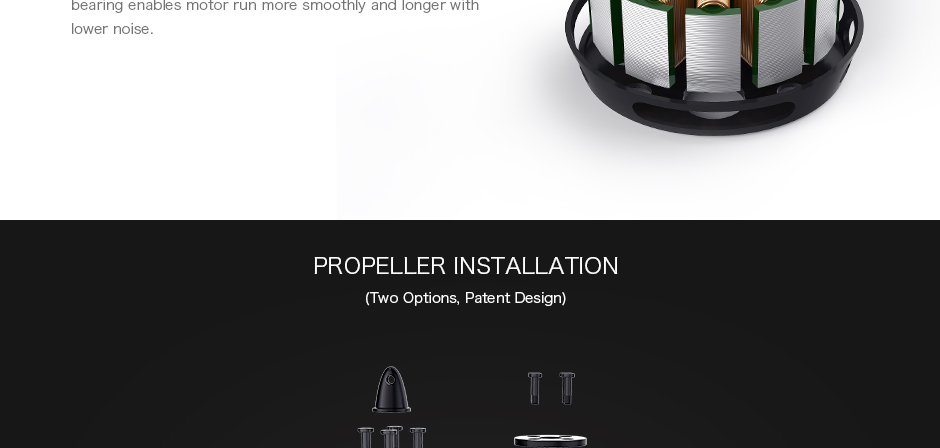 bearing enables motor run more smoothly and longer with
lower noise.
PROPELLER INSTALLATION
(Two Options, Patent Design)